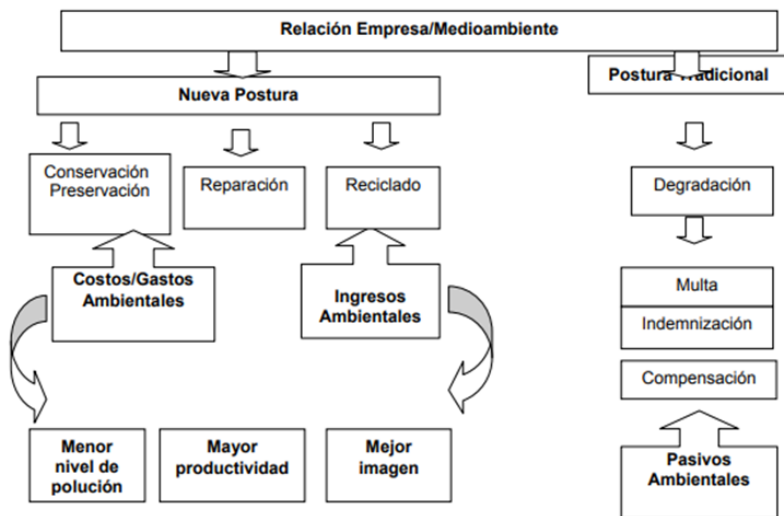 Relación Empresa/Medioambiente
Nueva Postura
Postura Tradicional
Conservación
Preservación
Reparación
Reciclado
Degradación
Costos/Gastos
Ambientales
Ingresos
Ambientales
Multa
Indemnización
Compensación
Menor
nivel de
polución
Mayor
productividad
Mejor
imagen
Pasivos
Ambientales